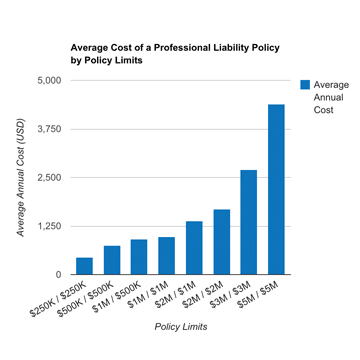 Average Cost of a Professional Liability Policy
by Policy Limits
5,000
3,750
2,500
1,250
0
Average Annual Cost (USD)
Average
Annual
Cost
$250K / $250K
$500K / $500K
$1M / $500K
$1M / $1M
$2M / $1M
$2M / $2M
$3M / $3M
$5M / $5M
Policy Limits